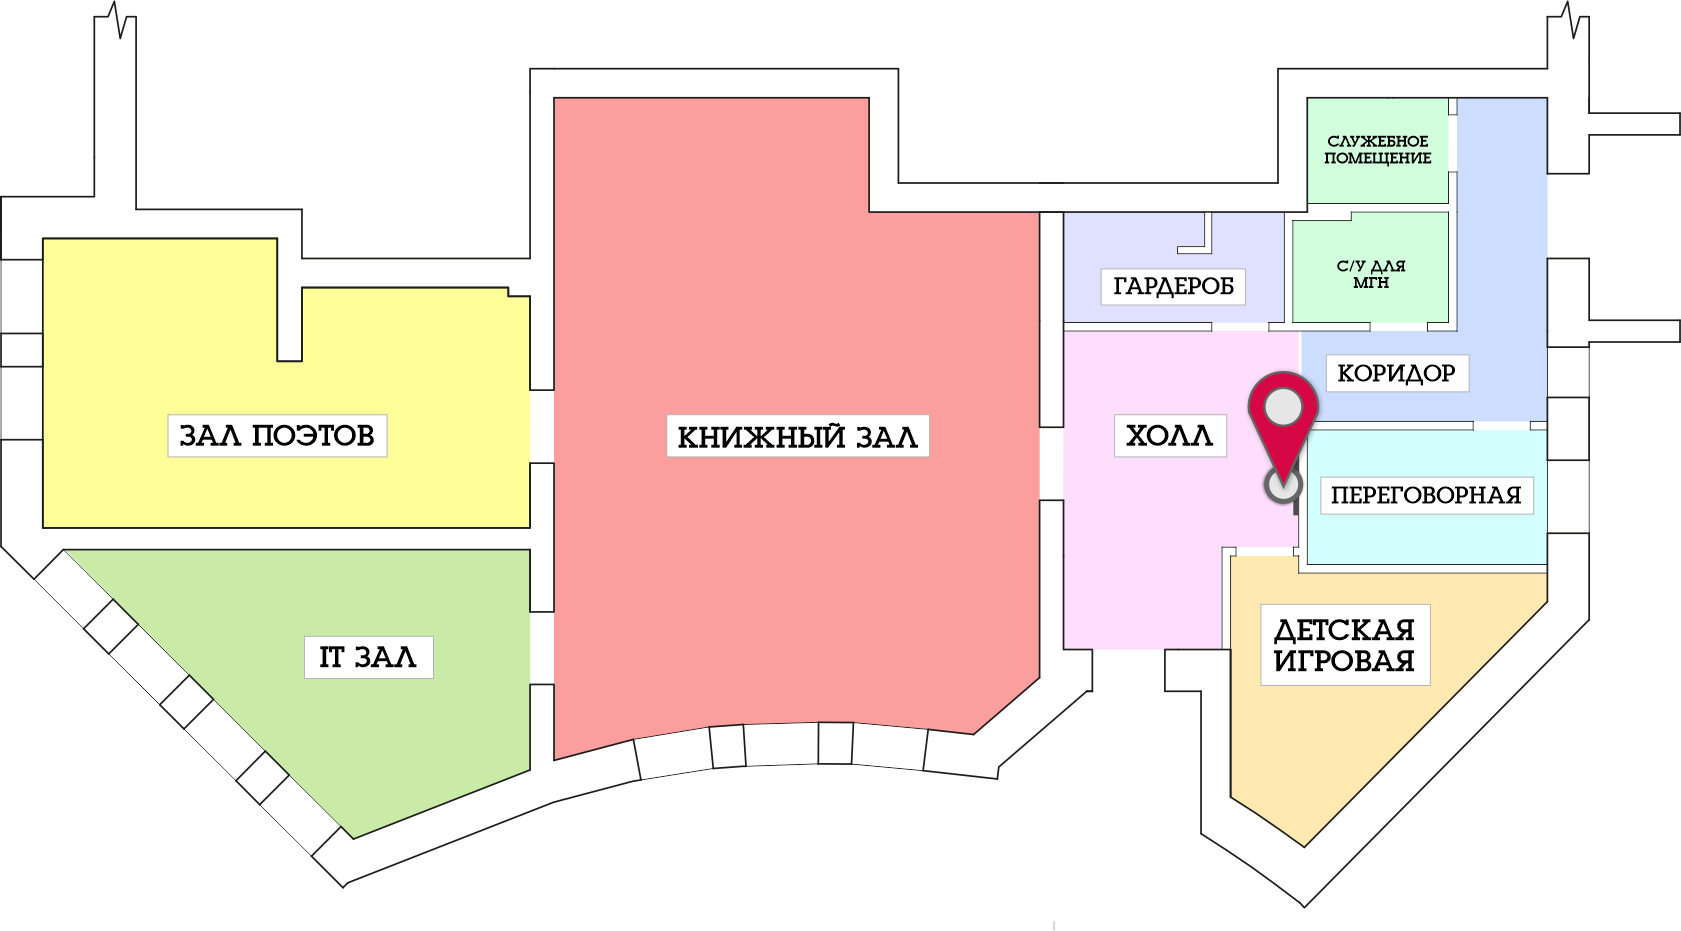 СЛУЖЕБНОЕ
ПОМЕЩЕНИЕ
С/У ДЛЯ
МГН
ГАРДЕРОБ
КОРИДОР
ЗАЛ ПОЭТОВ
КНИЖНЫЙ ЗАЛ
ХОЛЛ
ПЕРЕГОВОРНАЯ
IT ЗАЛ
ДЕТСКАЯ
ИГРОВАЯ